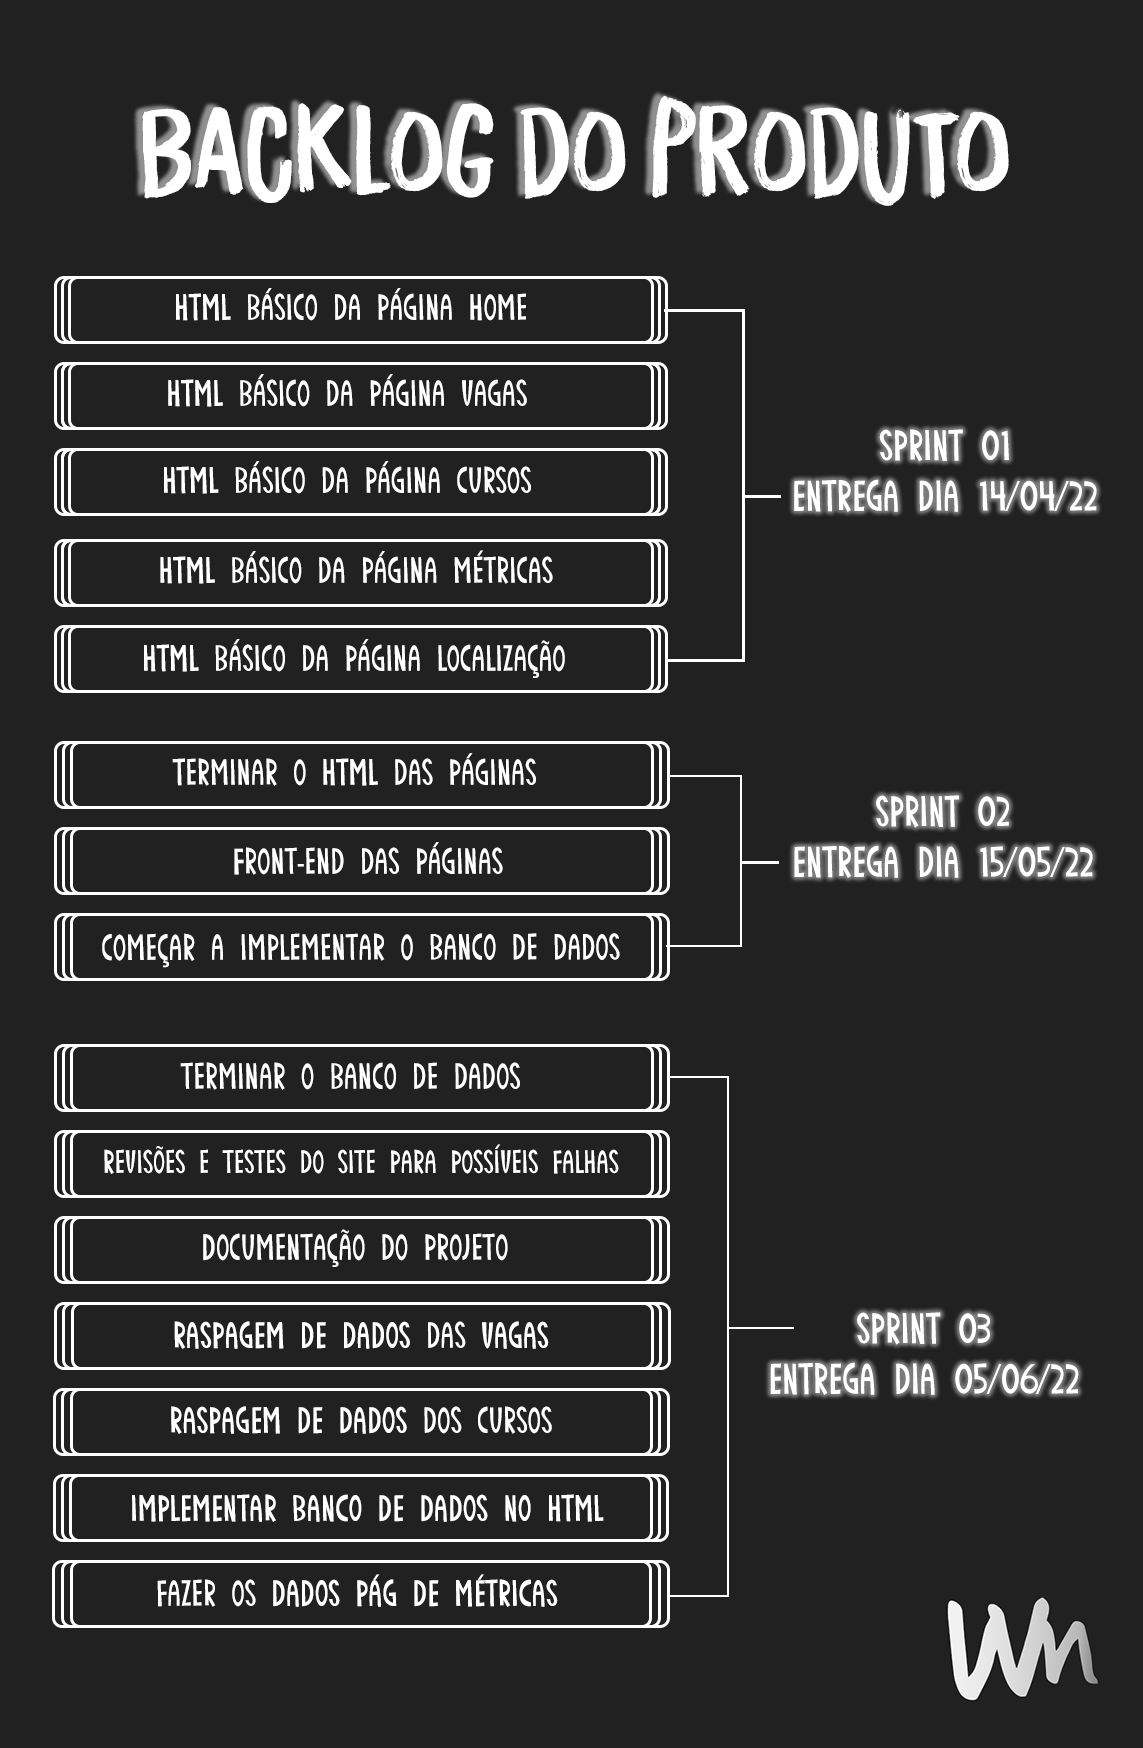 BACKLOG DO PRODUTO
HTML BÁSICO DA PÁGINA HOME
HTML BÁSICO DA PÁGINA VAGAS
HTML BÁSICO DA PÁGINA CURSOS
HTML BÁSICO DA PÁGINA MÉTRICAS
HTML BÁSICO DA PÁGINA LOCALIZAÇÃO
SPRINT 01
ENTREGA DIA 14/04/22
TERMINAR O HTML DAS PÁGINAS
FRONT-END DAS PÁGINAS
COMEÇAR A IMPLEMENTAR O BANCO DE DADOS
SPRINT 02
ENTREGA DIA 15/05/22
TERMINAR O BANCO DE DADOS
REVISÕES E TESTES DO SITE PARA POSSÍVEIS FALHAS
DOCUMENTAÇÃO DO PROJETO
RASPAGEM DE DADOS DAS VAGAS
RASPAGEM DE DADOS DOS CURSOS
IMPLEMENTAR BANCO DE DADOS NO HTML
FAZER OS DADOS PÁG DE MÉTRICAS
SPRINT 03
ENTREGA DIA 05/06/22
Wn